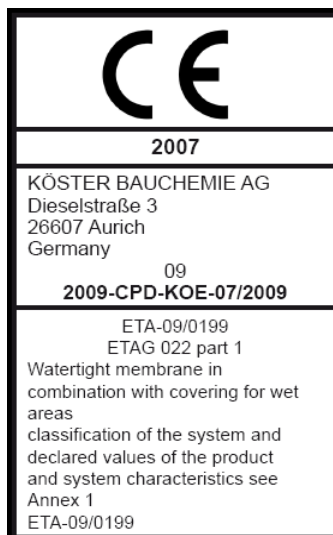 CE
2007
KÖSTER BAUCHEMIE AG
Dieselstraße 3
26607 Aurich
Germany
09
2009-CPD-KOE-07/2009
ETA-09/0199
ETAG 022 part 1
Watertight membrane in
combination with covering for wet
areas
classification of the system and
declared values of the product
and system characteristics see
Annex 1
ETA-09/0199